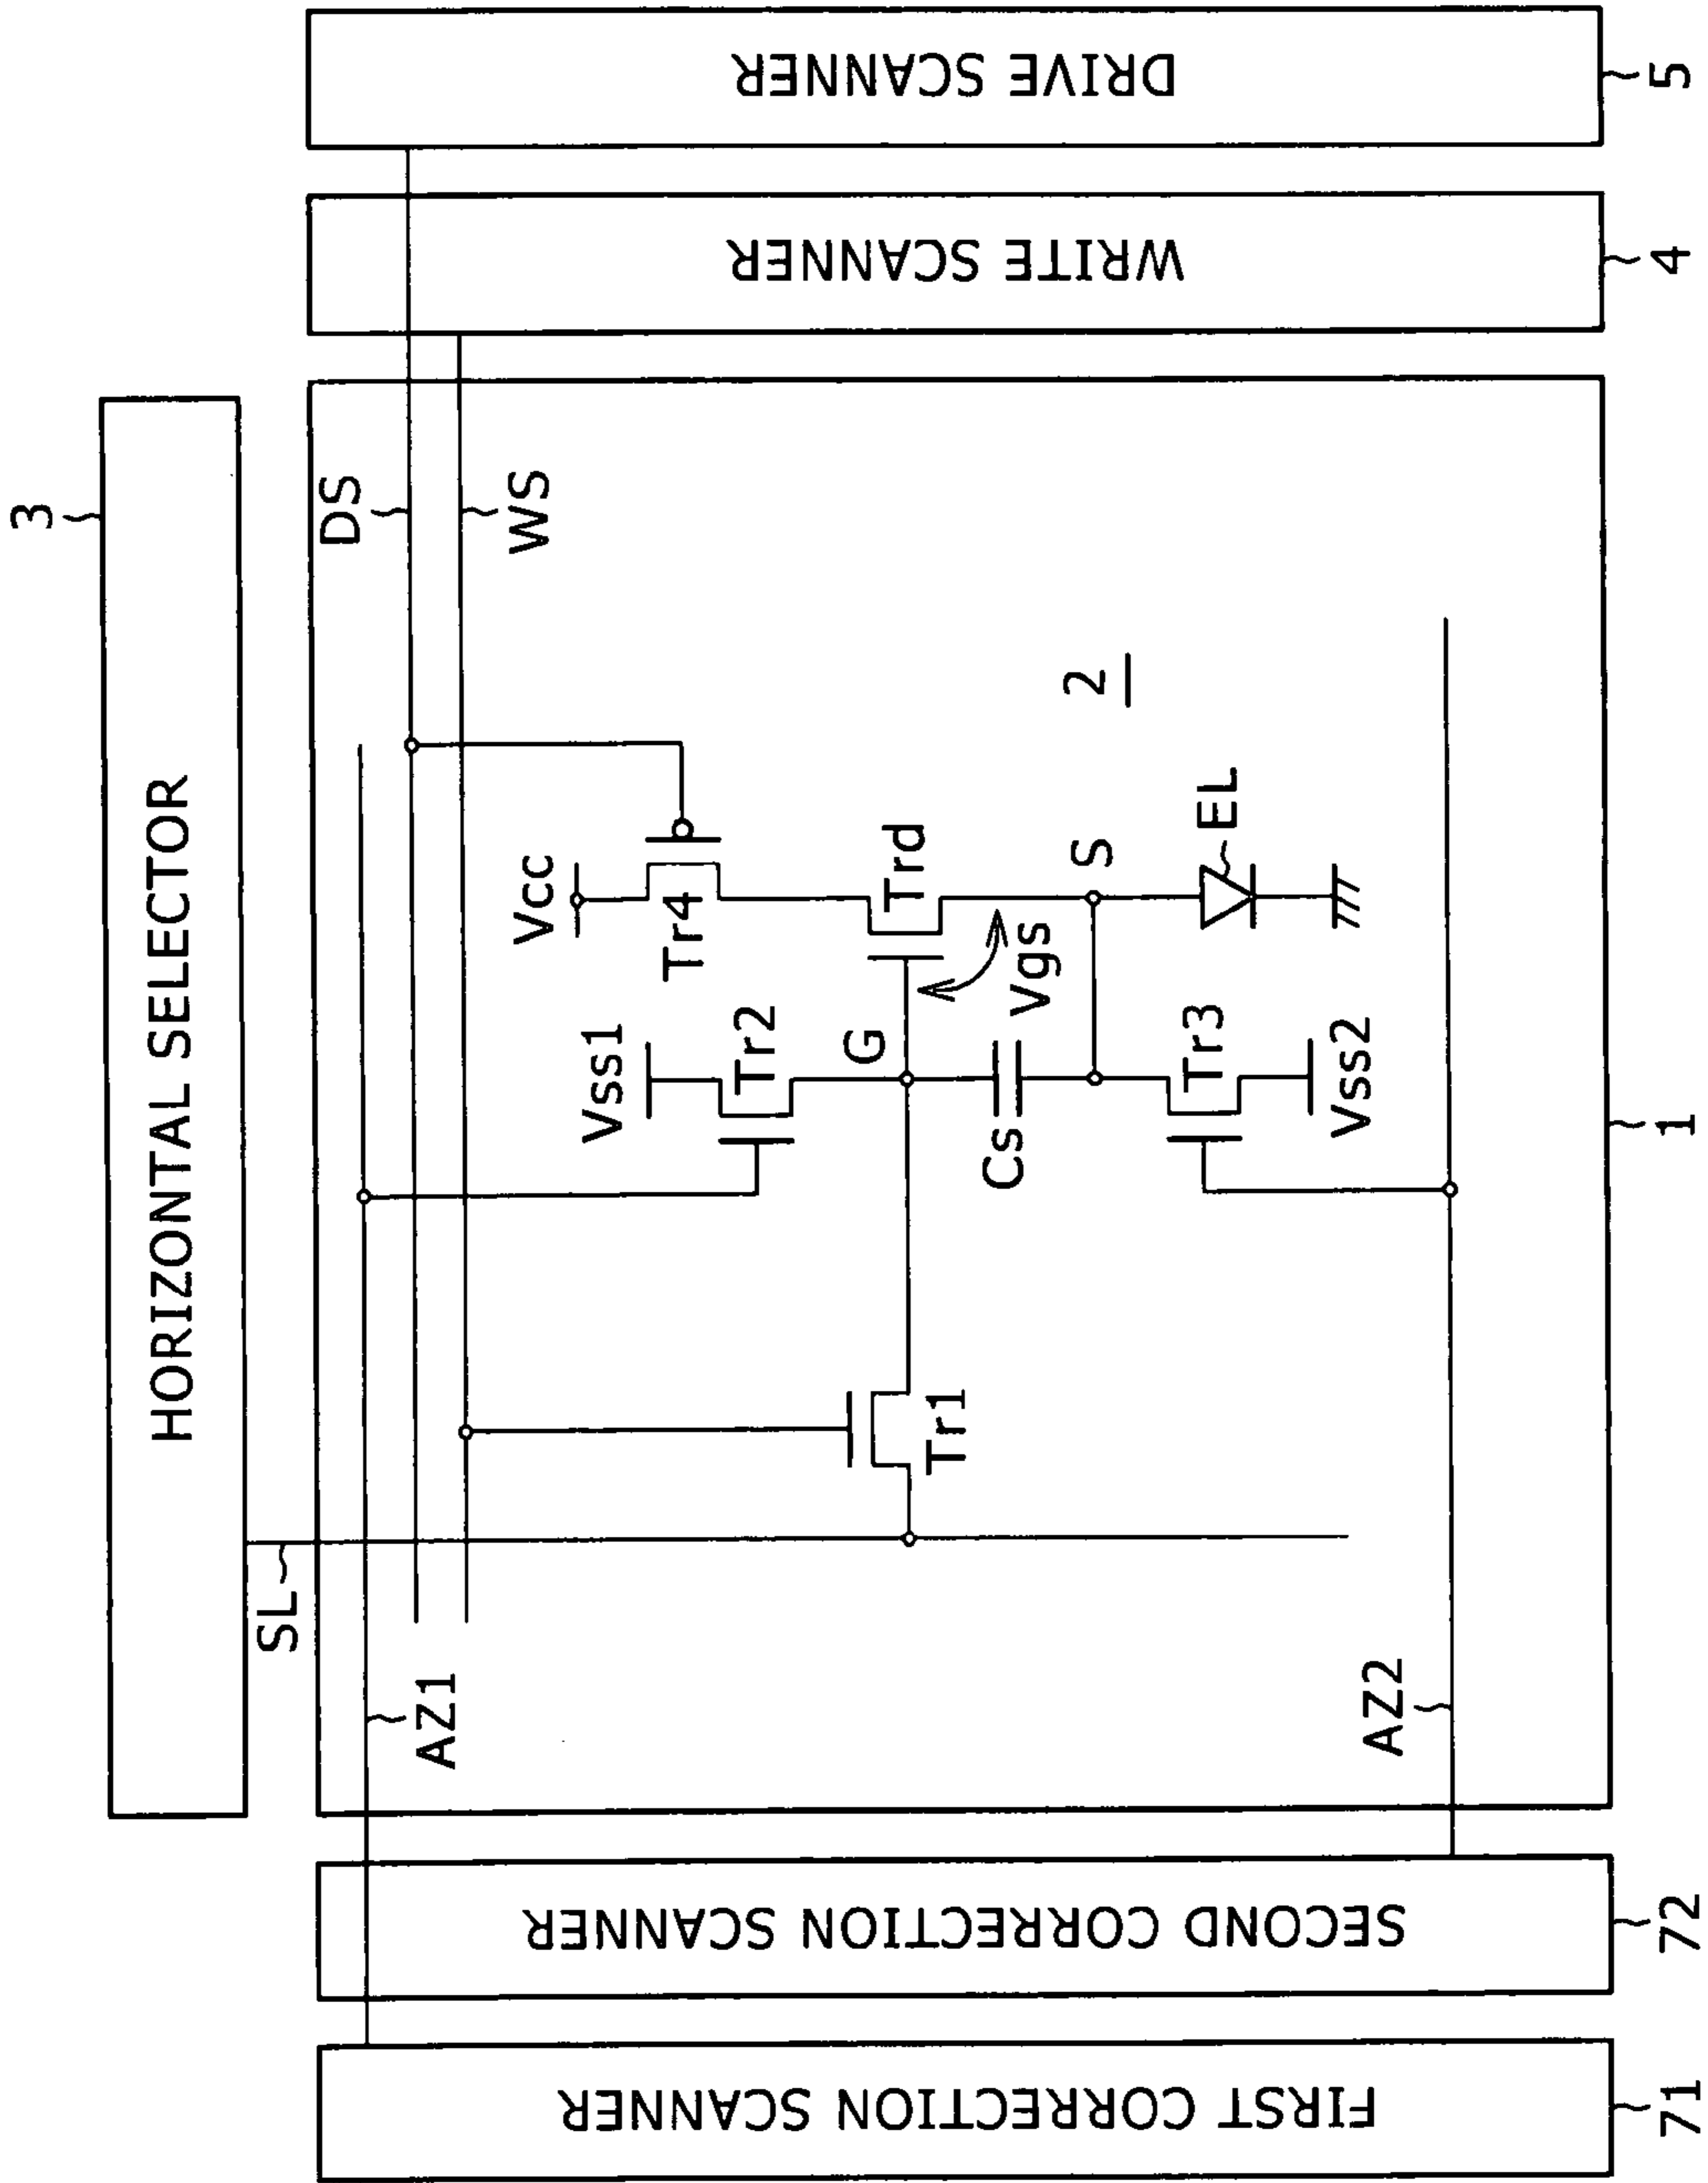 3
HORIZONTAL SELECTOR
SL
DS
WS
AZ1
Vcc
Vss1
Tr4
Tr2
Trd
G
Vgs
Tr1
Cs
S
2
Tr3
EL
Vss2
AZ2
FIRST CORRECTION SCANNER
SECOND CORRECTION SCANNER
WRITE SCANNER
DRIVE SCANNER
71
72
1
4
5